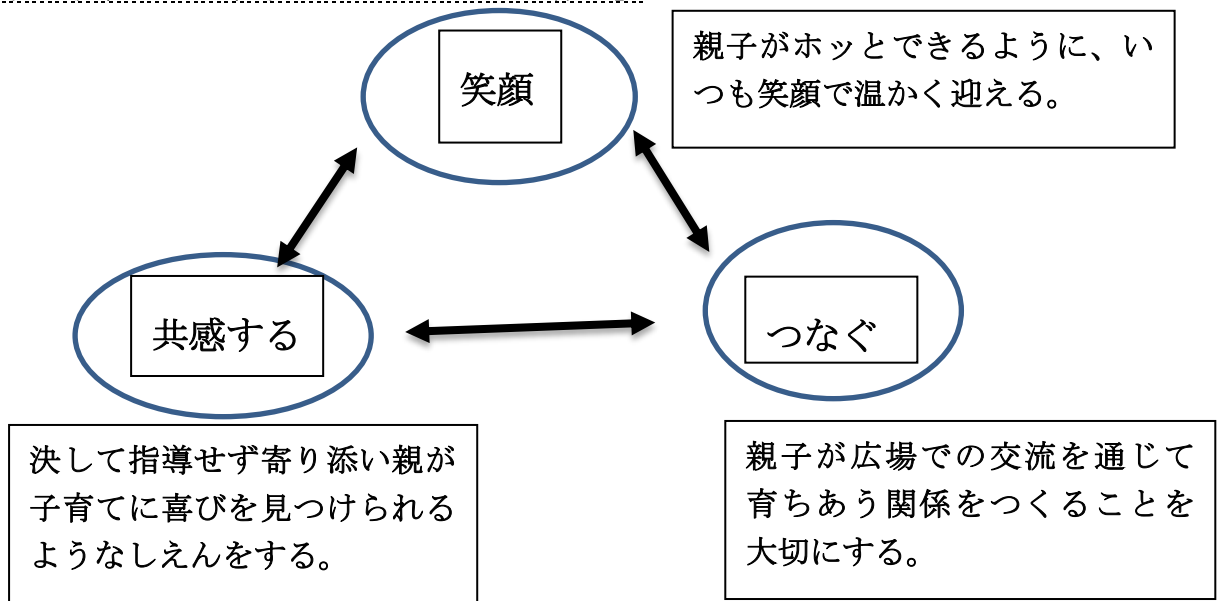 笑顔
親子がホッとできるように、い
つも笑顔で温かく迎える。
共感する
つなぐ
決して指導せず寄り添い親が
子育てに喜びを見つけられる
ようなしえんをする。
親子が広場での交流を通じて
育ちあう関係をつくることを
大切にする。